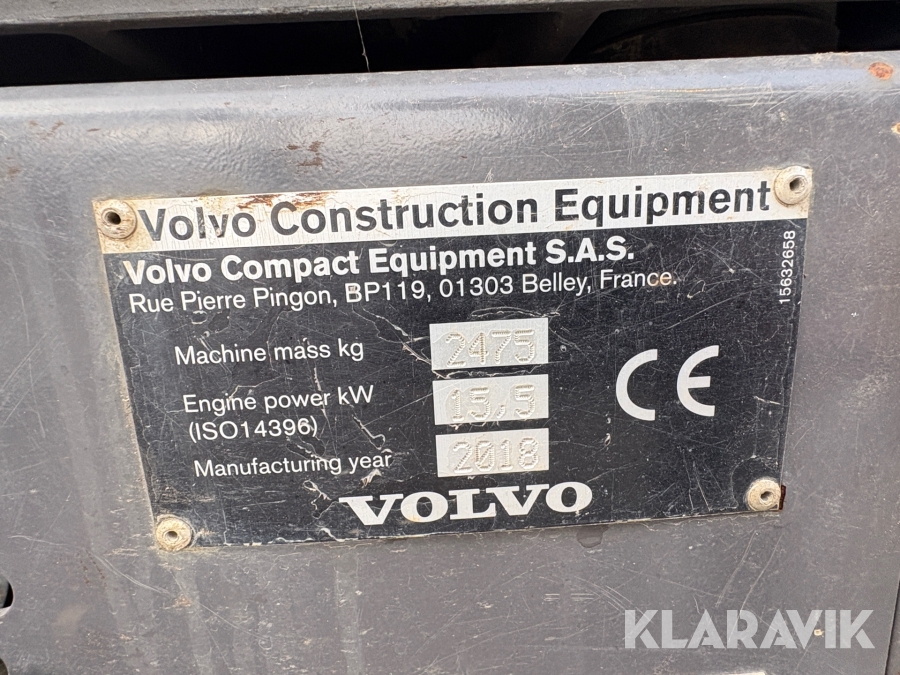 Volvo Construction Equipment
Volvo Compact Equipment S.A.S.
Rue Pierre Pingon, BP119, 01303 Belley, France.
15632658
Machine mass kg 2475
Engine power kW 15,5
(ISO14396)
Manufacturing year 2018
CE
VOLVO
KLARAVIK